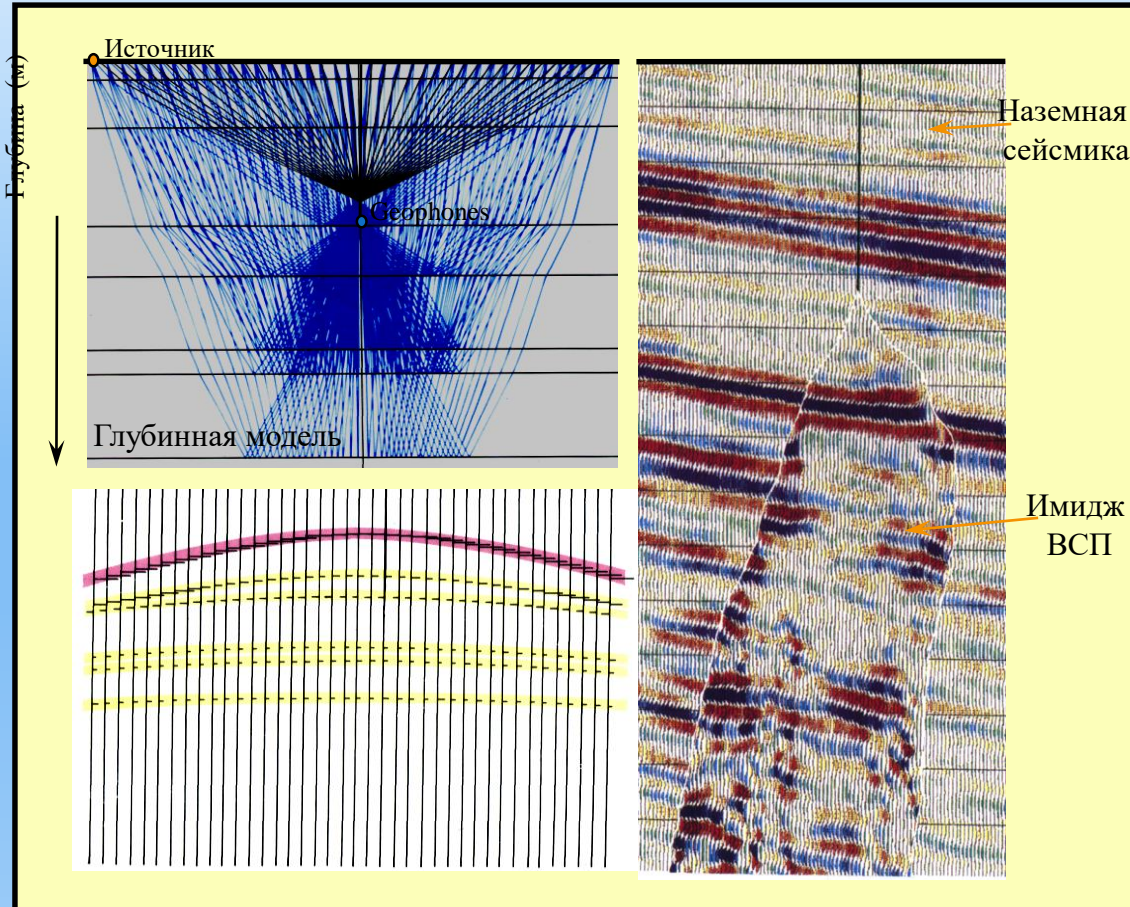 Источник
Глубина (м)
Geophones
Глубинная модель
Наземная
сейсмика
Имидж
ВСП